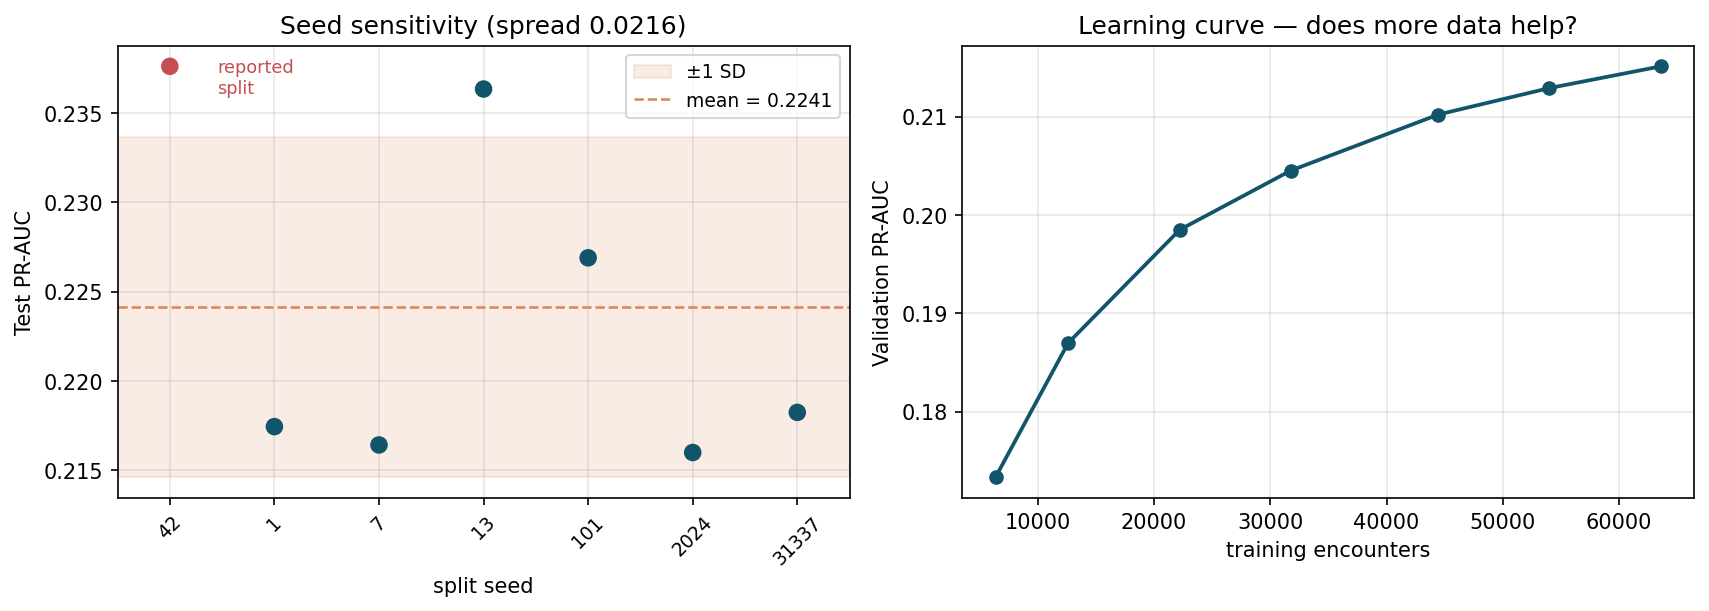 Seed sensitivity (spread 0.0216)
reported
split
±1 SD
mean = 0.2241
Test PR-AUC
0.235
0.230
0.225
0.220
0.215
42
1
7
13
101
2024
31337
split seed
Learning curve — does more data help?
Validation PR-AUC
0.21
0.20
0.19
0.18
10000
20000
30000
40000
50000
60000
training encounters